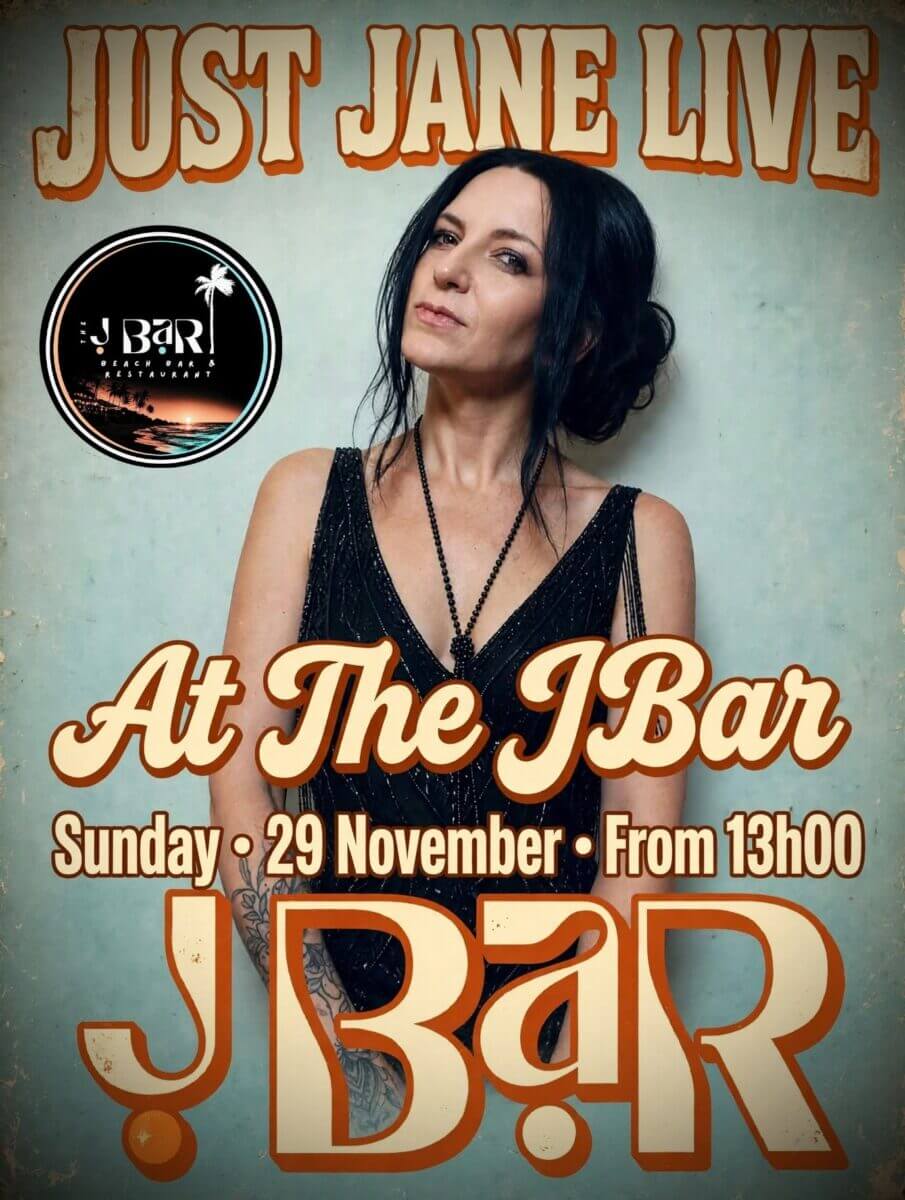 JUST JANE LIVE
THE J BaR
BEACH BAR &
RESTAURANT
At The JBar
Sunday • 29 November • From 13h00
J BaR